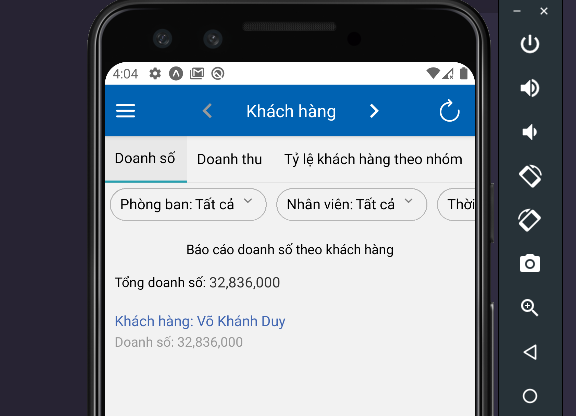 4:04
Khách hàng
Doanh số
Doanh thu
Tỷ lệ khách hàng theo nhóm
Phòng ban: Tất cả
Nhân viên: Tất cả
Thời
Báo cáo doanh số theo khách hàng
Tổng doanh số: 32,836,000
Khách hàng: Võ Khánh Duy
Doanh số: 32,836,000